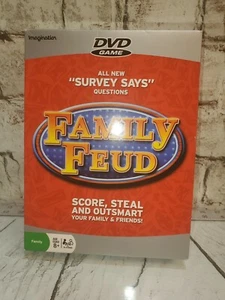 Imagination
DVD
GAME
ALL NEW
"SURVEY SAYS"
QUESTIONS
FAMILY
FEUD
SCORE, STEAL
AND OUTSMART
YOUR FAMILY & FRIENDS!
Family